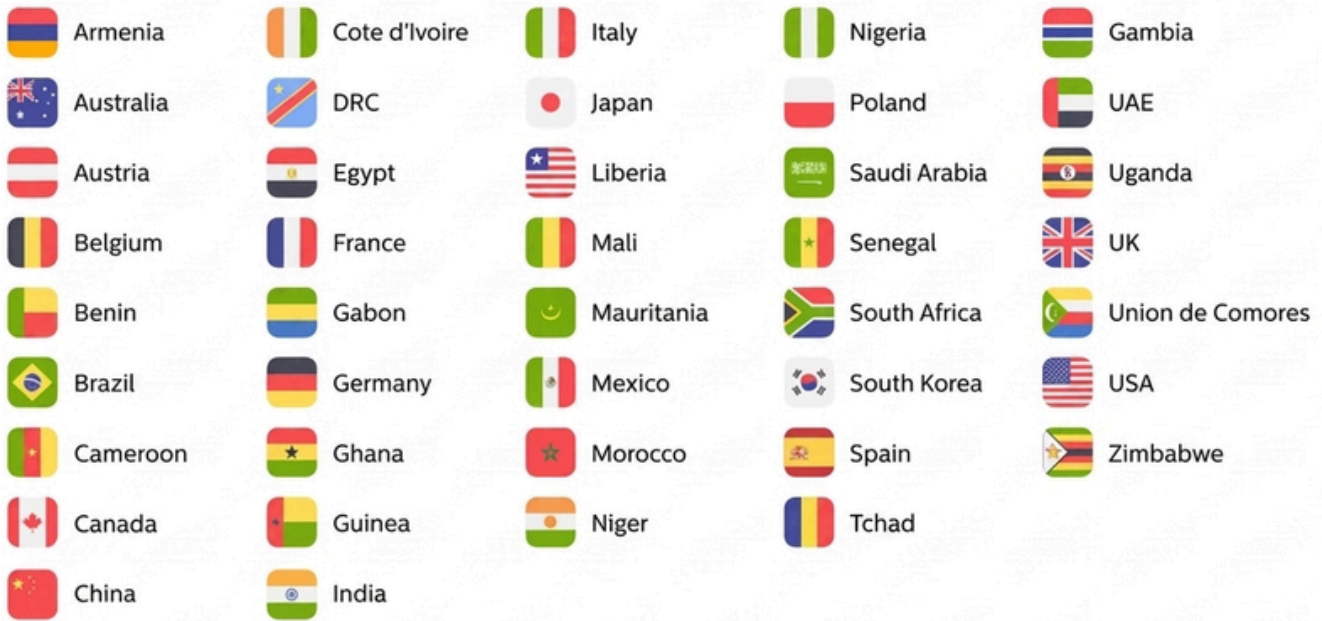 Armenia
Australia
Austria
Belgium
Benin
Brazil
Cameroon
Canada
China
Cote d'Ivoire
DRC
Egypt
France
Gabon
Germany
Ghana
Guinea
India
Italy
Japan
Liberia
Mali
Mauritania
Mexico
Morocco
Niger
Nigeria
Poland
Saudi Arabia
Senegal
South Africa
South Korea
Spain
Tchad
Gambia
UAE
Uganda
UK
Union de Comores
USA
Zimbabwe